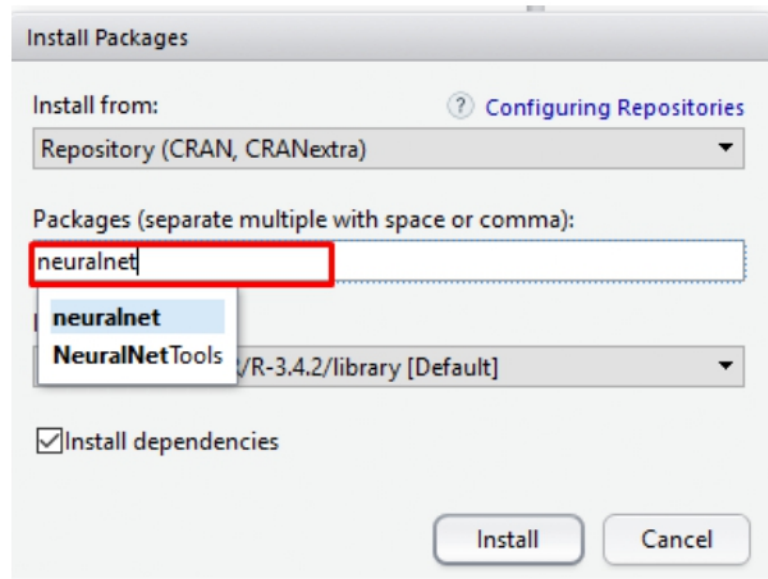 Install Packages
Install from:
Configuring Repositories
Repository (CRAN, CRANextra)
Packages (separate multiple with space or comma):
neuralnet
neuralnet
NeuralNetTools
/R-3.4.2/library [Default]
Install dependencies
Install
Cancel